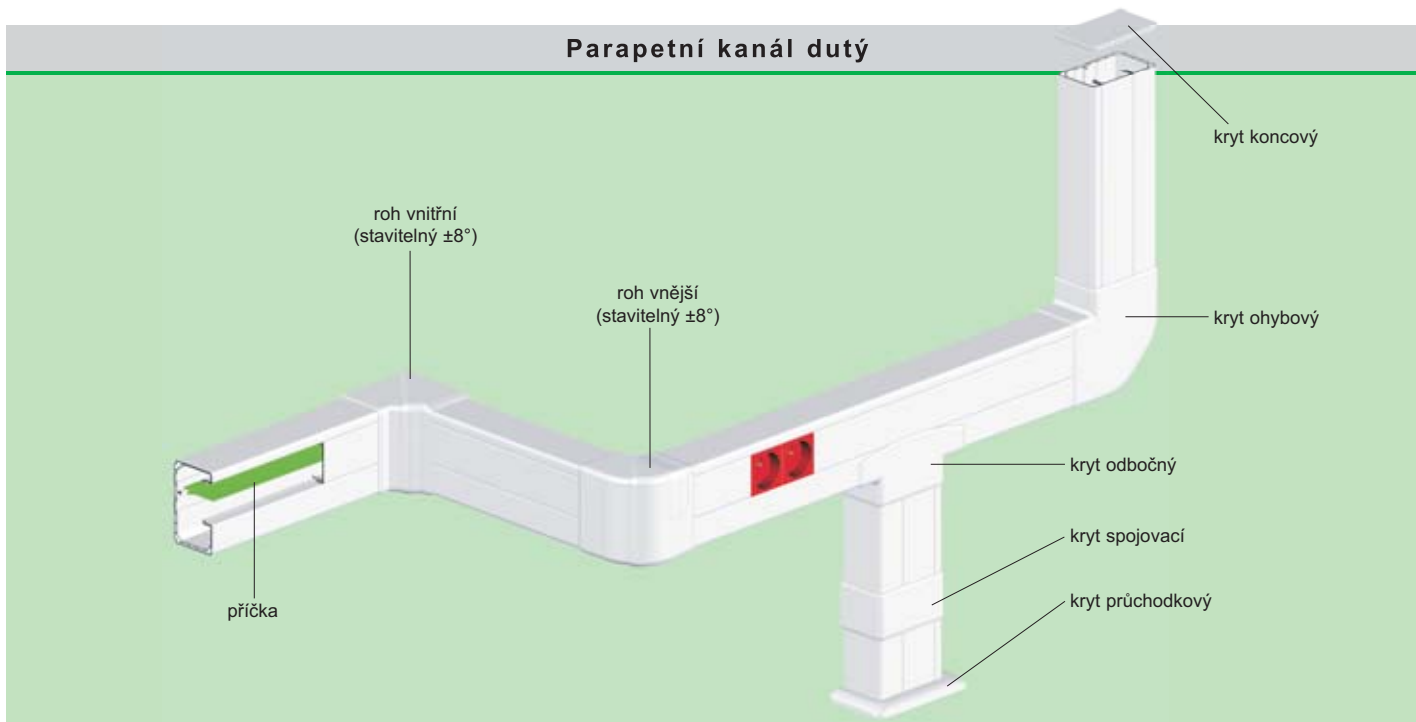 Parapetní kanál dutý
kryt koncový
roh vnitřní
(stavitelný ±8°)
roh vnější
(stavitelný ±8°)
kryt ohybový
kryt odbočný
kryt spojovací
kryt průchodkový
příčka